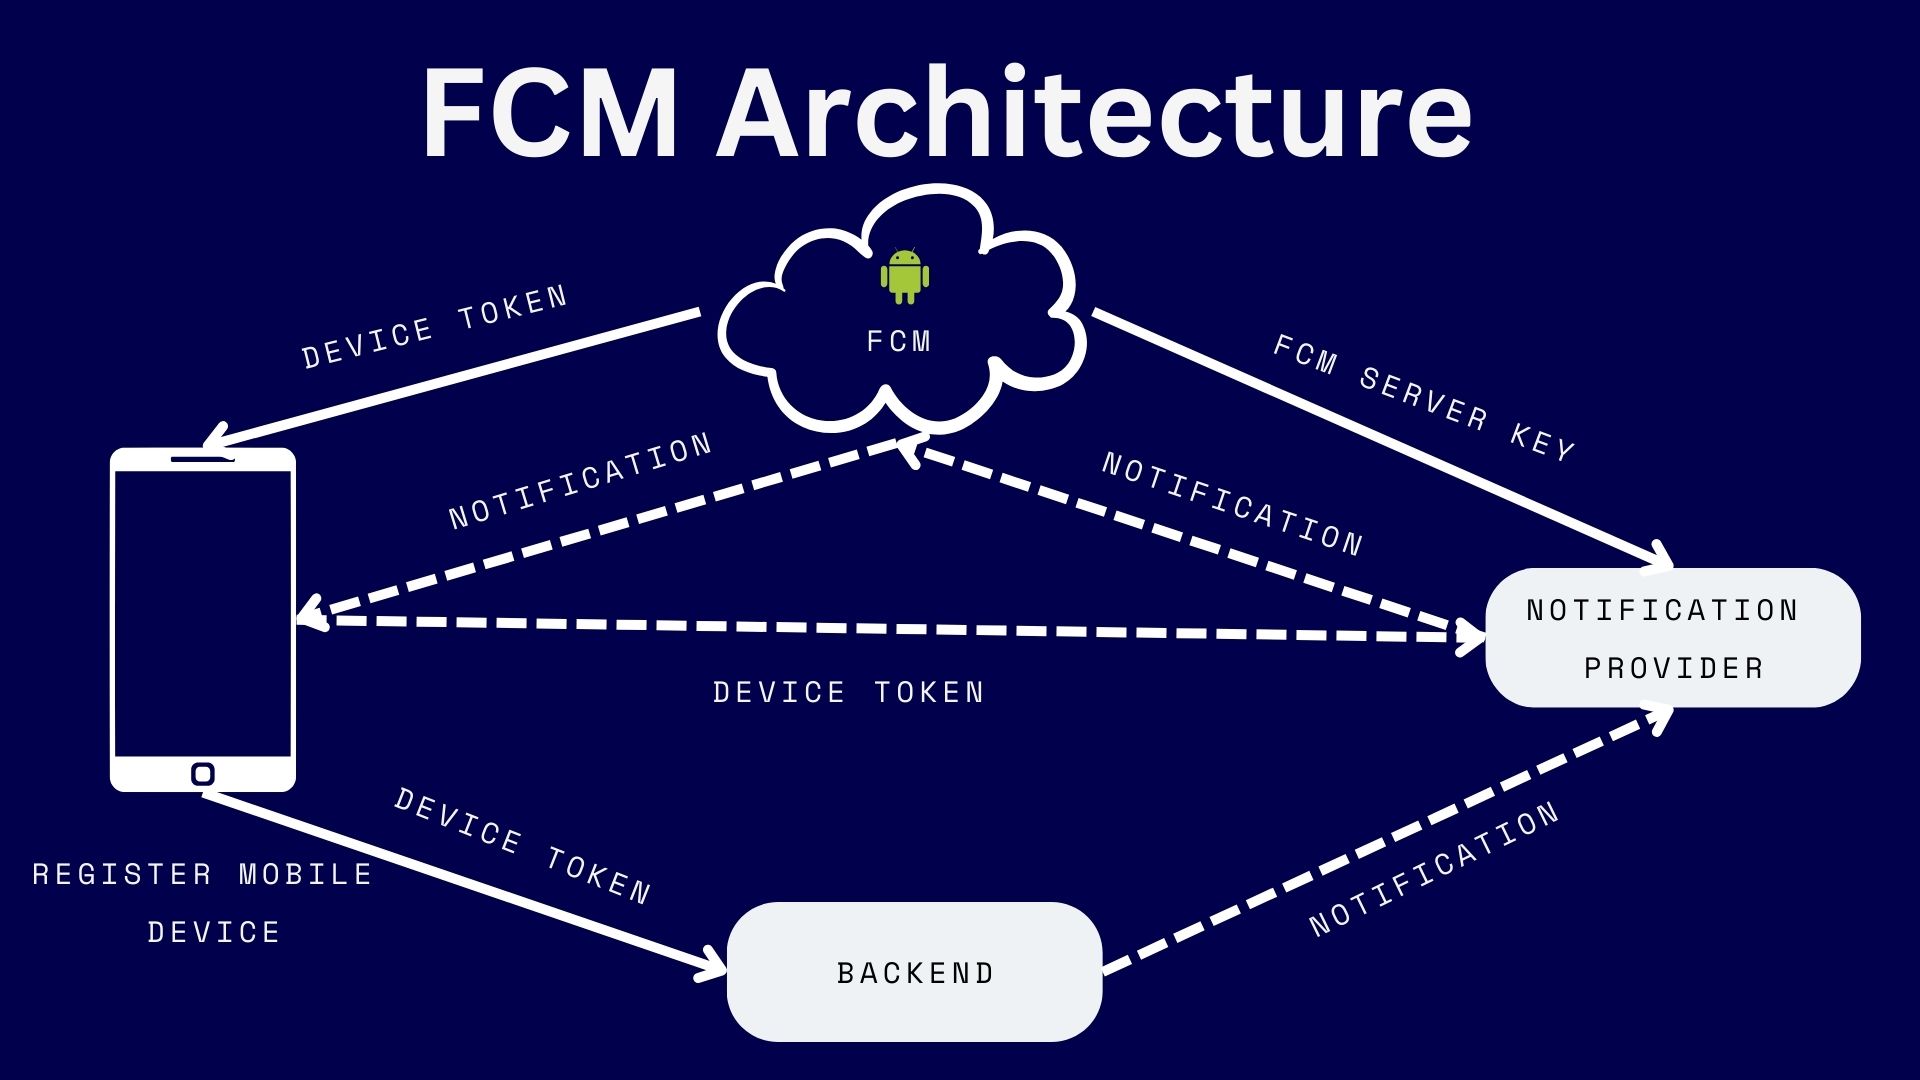 FCM Architecture
FCM
DEVICE TOKEN
FCM SERVER KEY
NOTIFICATION
NOTIFICATION
NOTIFICATION
PROVIDER
DEVICE TOKEN
DEVICE TOKEN
NOTIFICATION
REGISTER MOBILE
DEVICE
BACKEND